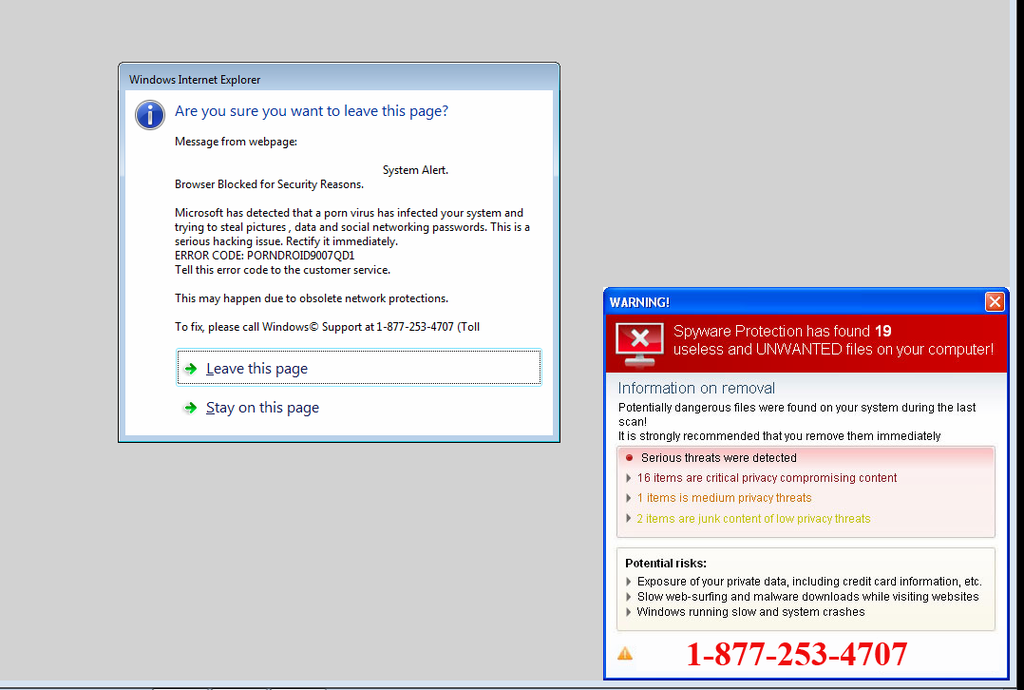 Windows Internet Explorer
Are you sure you want to leave this page?
Message from webpage:
System Alert.
Browser Blocked for Security Reasons.
Microsoft has detected that a porn virus has infected your system and
trying to steal pictures , data and social networking passwords. This is a
serious hacking issue. Rectify it immediately.
ERROR CODE: PORNDROID9007QD1
Tell this error code to the customer service.
This may happen due to obsolete network protections.
To fix, please call Windows© Support at 1-877-253-4707 (Toll
Leave this page
Stay on this page
WARNING!
Spyware Protection has found 19
useless and UNWANTED files on your computer!
Information on removal
Potentially dangerous files were found on your system during the last
scan!
It is strongly recommended that you remove them immediately
Serious threats were detected
16 items are critical privacy compromising content
1 items is medium privacy threats
2 items are junk content of low privacy threats
Potential risks:
Exposure of your private data, including credit card information, etc.
Slow web-surfing and malware downloads while visiting websites
Windows running slow and system crashes
1-877-253-4707